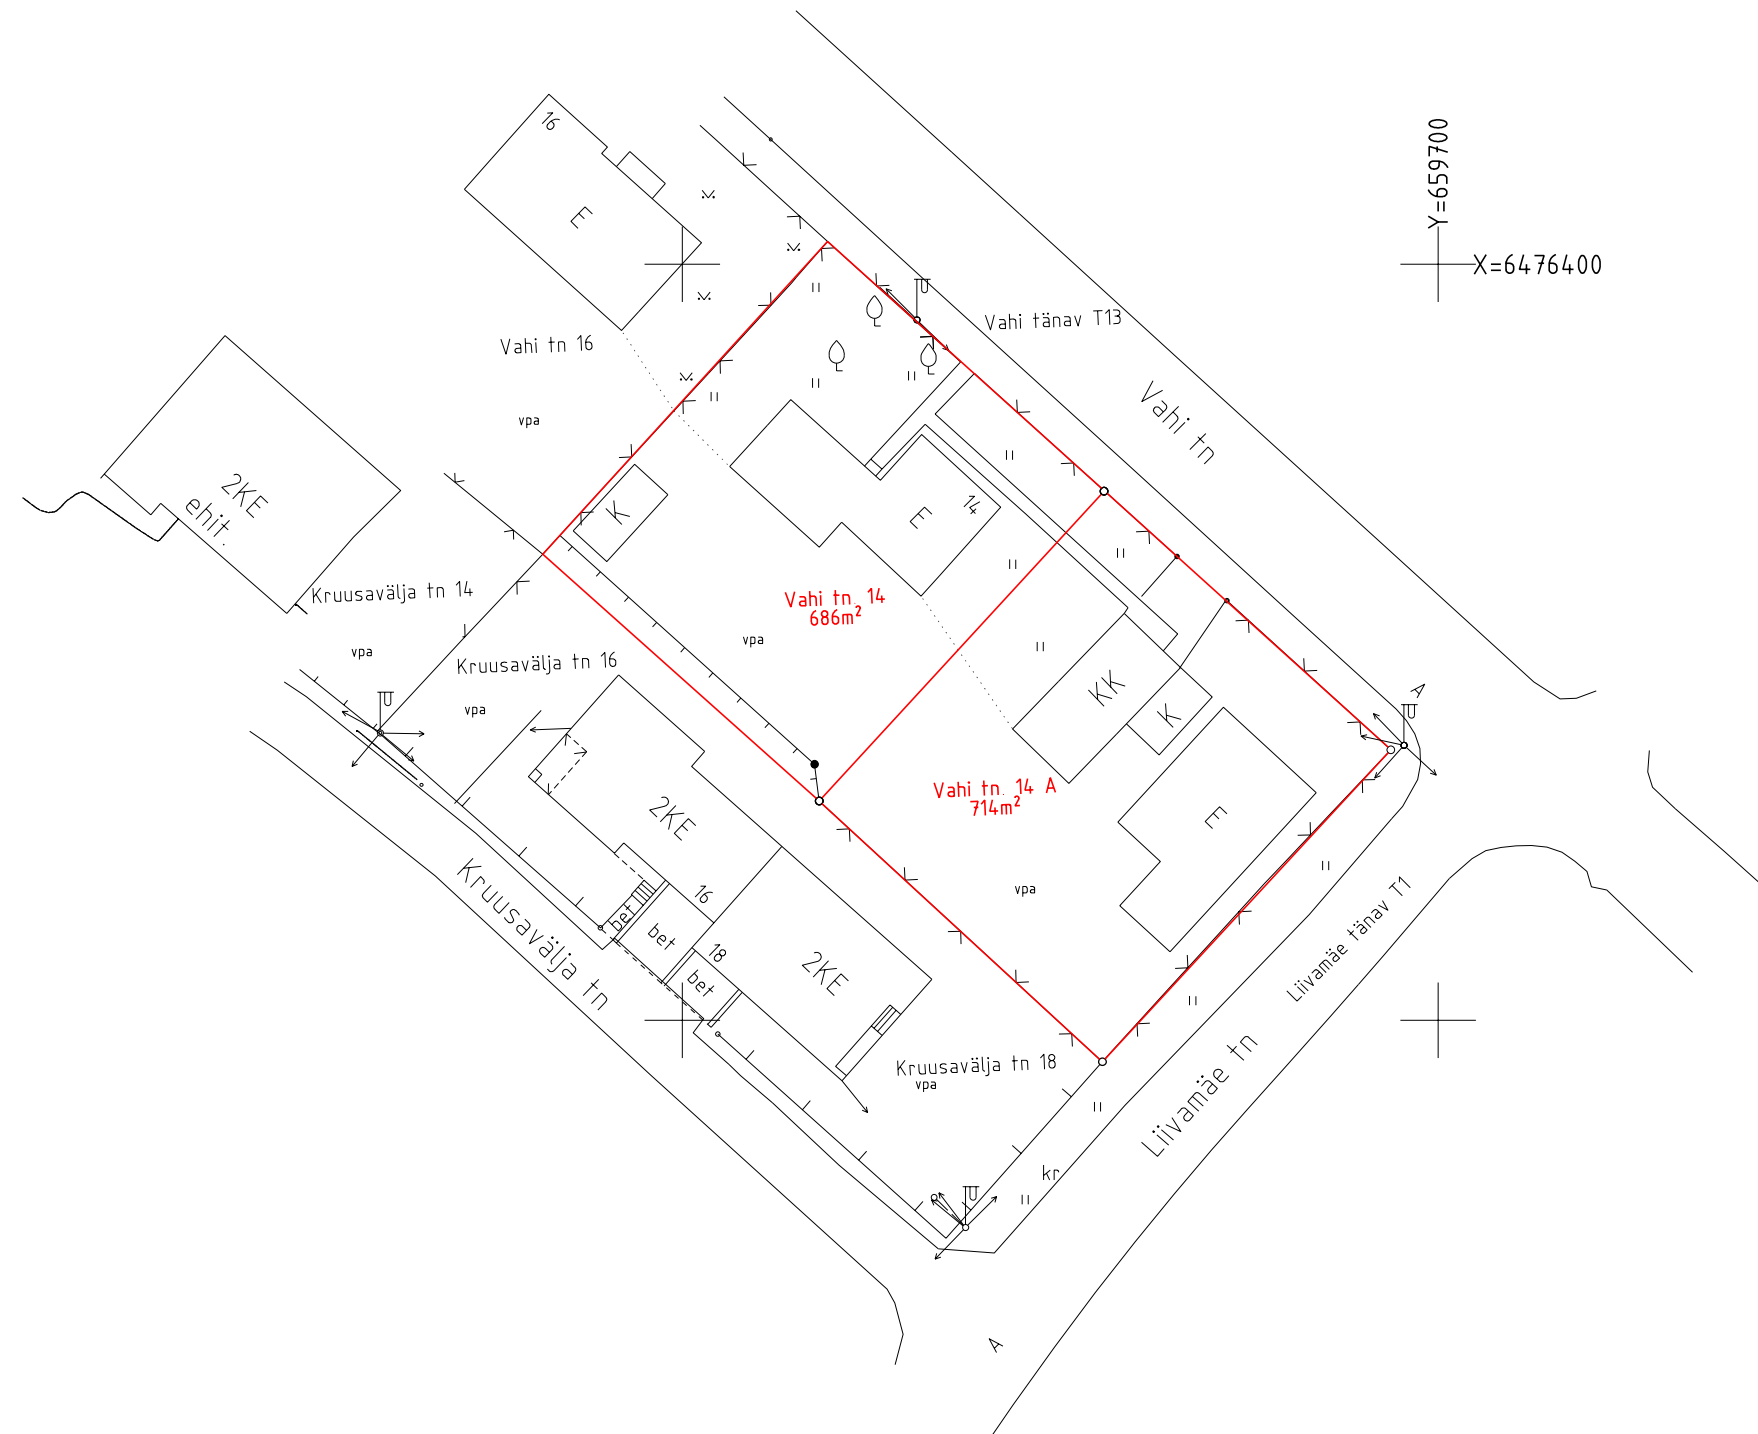 16
E
Y=659700
X=6476400
Vahi tänav T13
Vahi tn 16
vpa
Vahi tn
2KE
ehit.
K
14
E
Kruusavälja tn 14
vpa
Vahi tn. 14
686m²
vpa
Kruusavälja tn 16
vpa
KK
K
A
Vahi tn. 14 A
714m²
E
2KE
vpa
16
bet
bet
18
bet
2KE
Kruusavälja tn
Liivamäe tänav T1
Liivamäe tn
Kruusavälja tn 18
vpa
kr
A